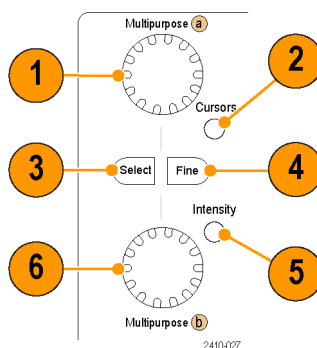 Multipurpose a
1
2
Cursors
3
Select
Fine
4
Intensity
6
5
Multipurpose b
2410-027